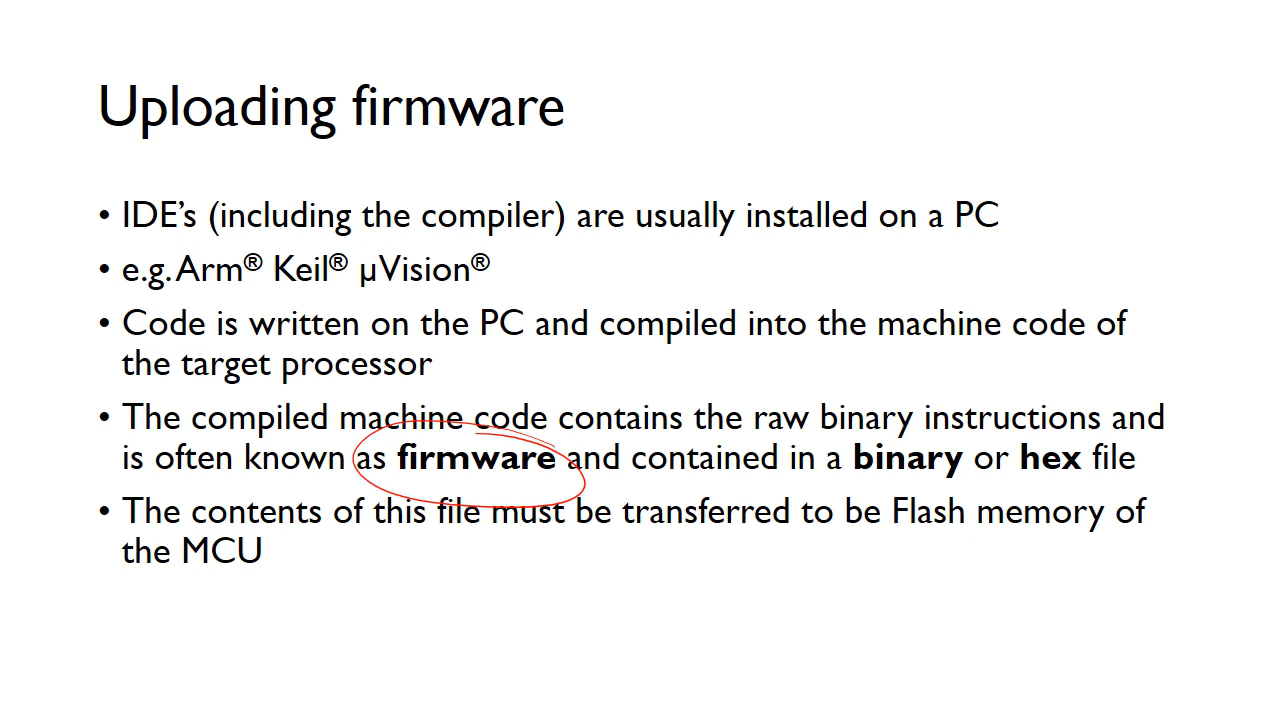 Uploading firmware
• IDE’s (including the compiler) are usually installed on a PC
• e.g. Arm® Keil® µVision®
• Code is written on the PC and compiled into the machine code of
the target processor
• The compiled machine code contains the raw binary instructions and
is often known as firmware and contained in a binary or hex file
• The contents of this file must be transferred to be Flash memory of
the MCU